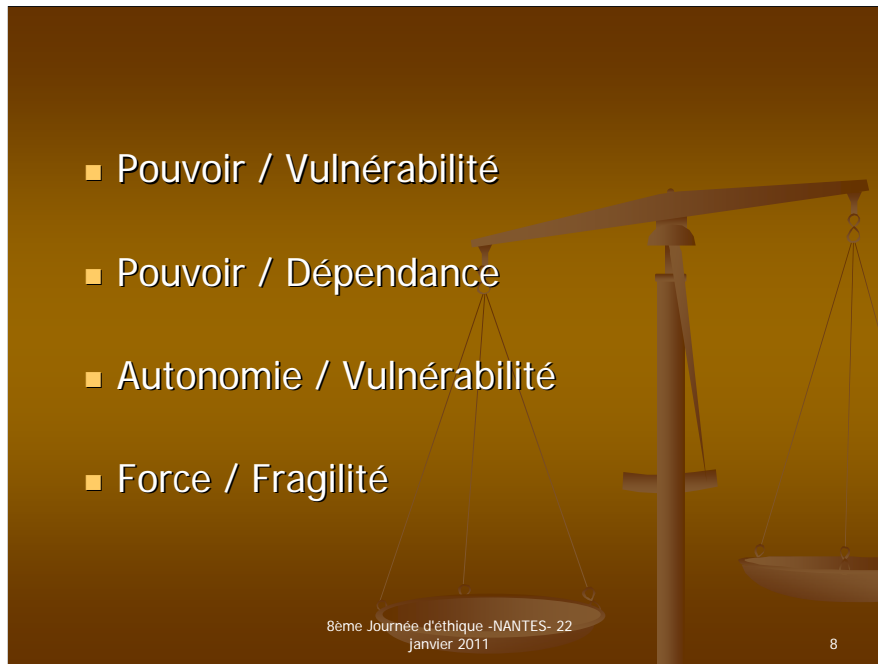 Pouvoir / Vulnérabilité
Pouvoir / Dépendance
Autonomie / Vulnérabilité
Force / Fragilité
8ème Journée d'éthique -NANTES- 22
janvier 2011
8